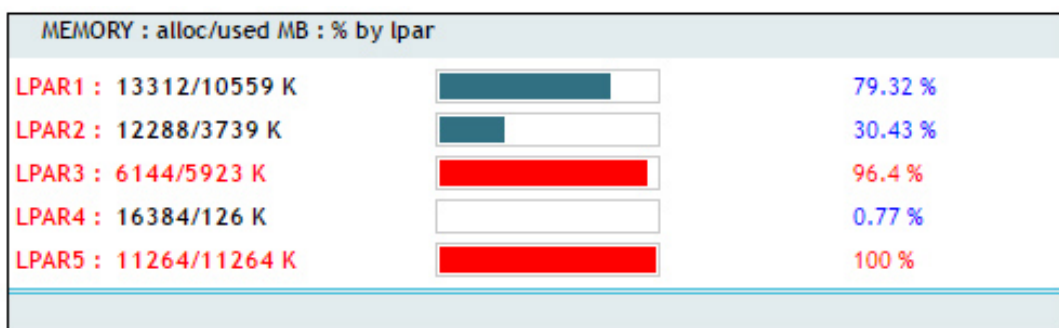 MEMORY : alloc/used MB : % by lpar
LPAR1 : 13312/10559 K 79.32 %
LPAR2 : 12288/3739 K 30.43 %
LPAR3 : 6144/5923 K 96.4 %
LPAR4 : 16384/126 K 0.77 %
LPAR5 : 11264/11264 K 100 %